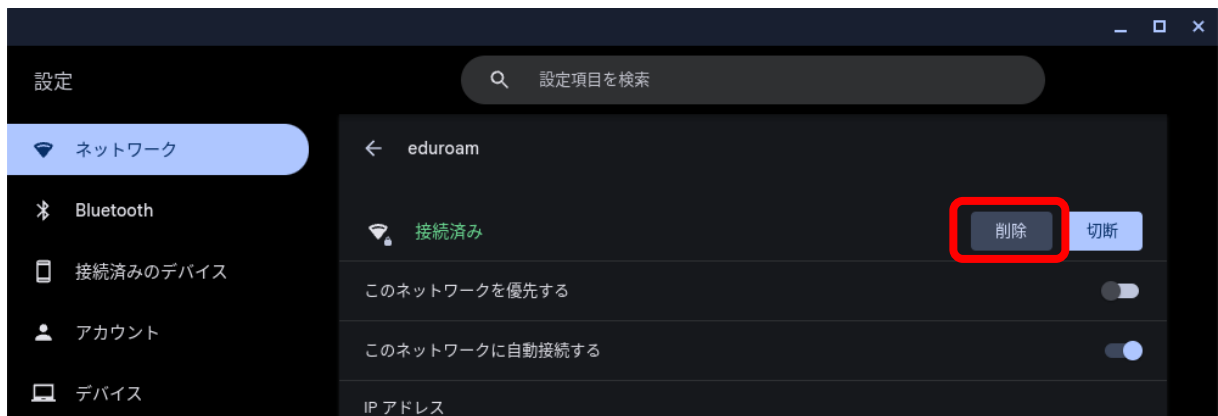 設定
設定項目を検索
ネットワーク
eduroam
Bluetooth
接続済み
削除
切断
接続済みのデバイス
このネットワークを優先する
アカウント
このネットワークに自動接続する
デバイス
IP アドレス